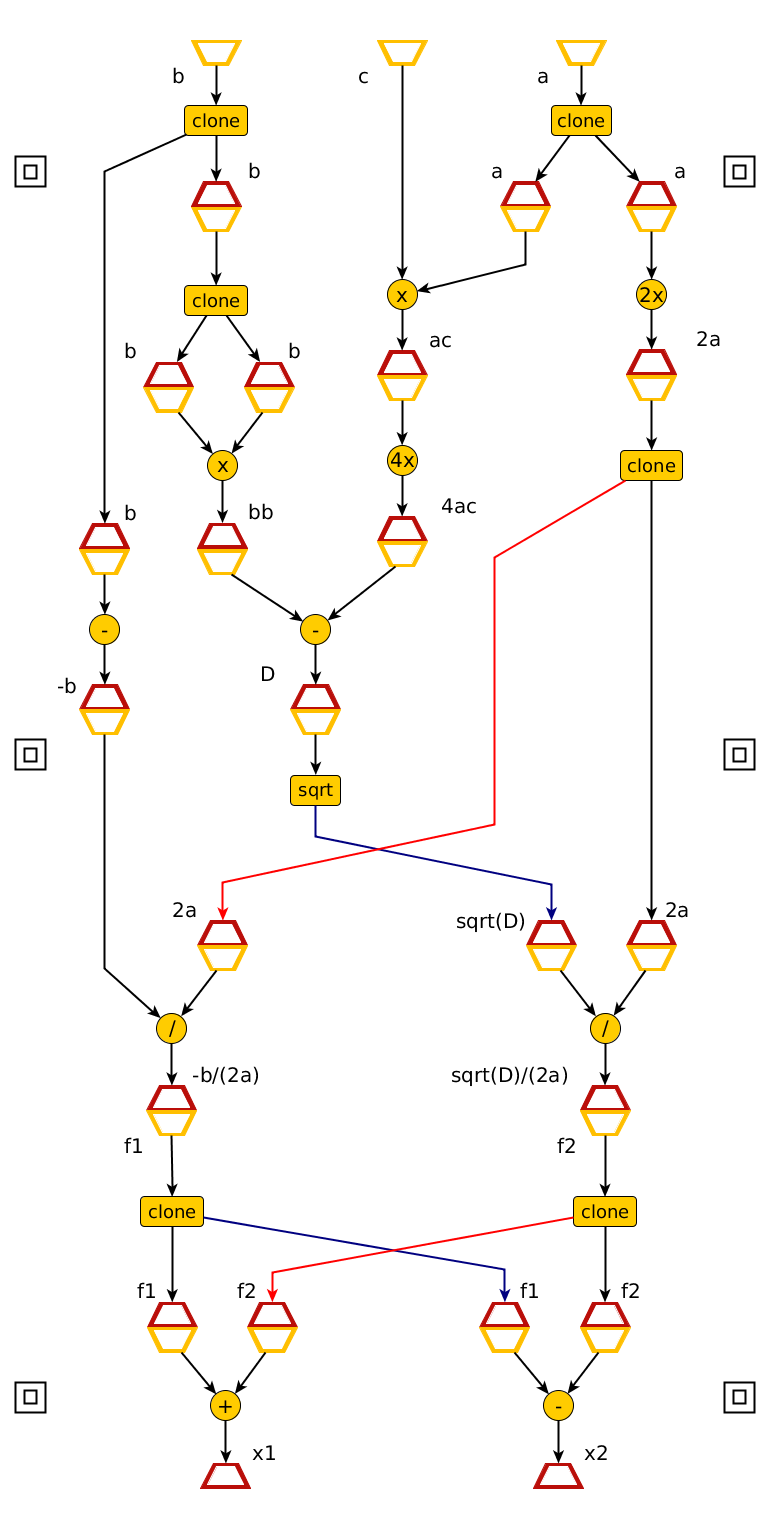 b
c
a
clone
clone
b
a
a
clone
x
2x
b
b
ac
2a
x
4x
clone
b
bb
4ac
-
-
-b
D
sqrt
2a
sqrt(D)
2a
/
/
-b/(2a)
sqrt(D)/(2a)
f1
f2
clone
clone
f1
f2
f1
f2
+
-
x1
x2